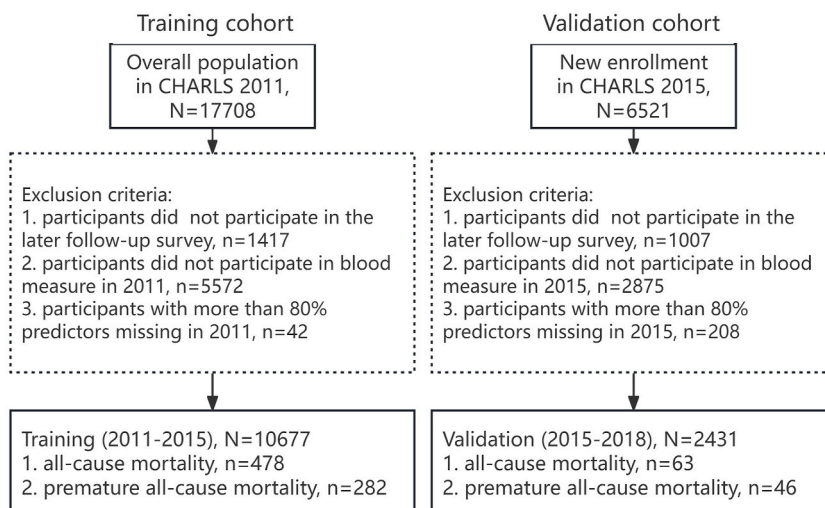 Training cohort
Overall population
in CHARLS 2011,
N=17708
Exclusion criteria:
1. participants did  not participate in the
later follow-up survey, n=1417
2. participants did not participate in blood
measure in 2011, n=5572
3. participants with more than 80%
predictors missing in 2011, n=42
Training (2011-2015), N=10677
1. all-cause mortality, n=478
2. premature all-cause mortality, n=282
Validation cohort
New enrollment
in CHARLS 2015,
N=6521
Exclusion criteria:
1. participants did  not participate in the
later follow-up survey, n=1007
2. participants did not participate in blood
measure in 2015, n=2875
3. participants with more than 80%
predictors missing in 2015, n=208
Validation (2015-2018), N=2431
1. all-cause mortality, n=63
2. premature all-cause mortality, n=46